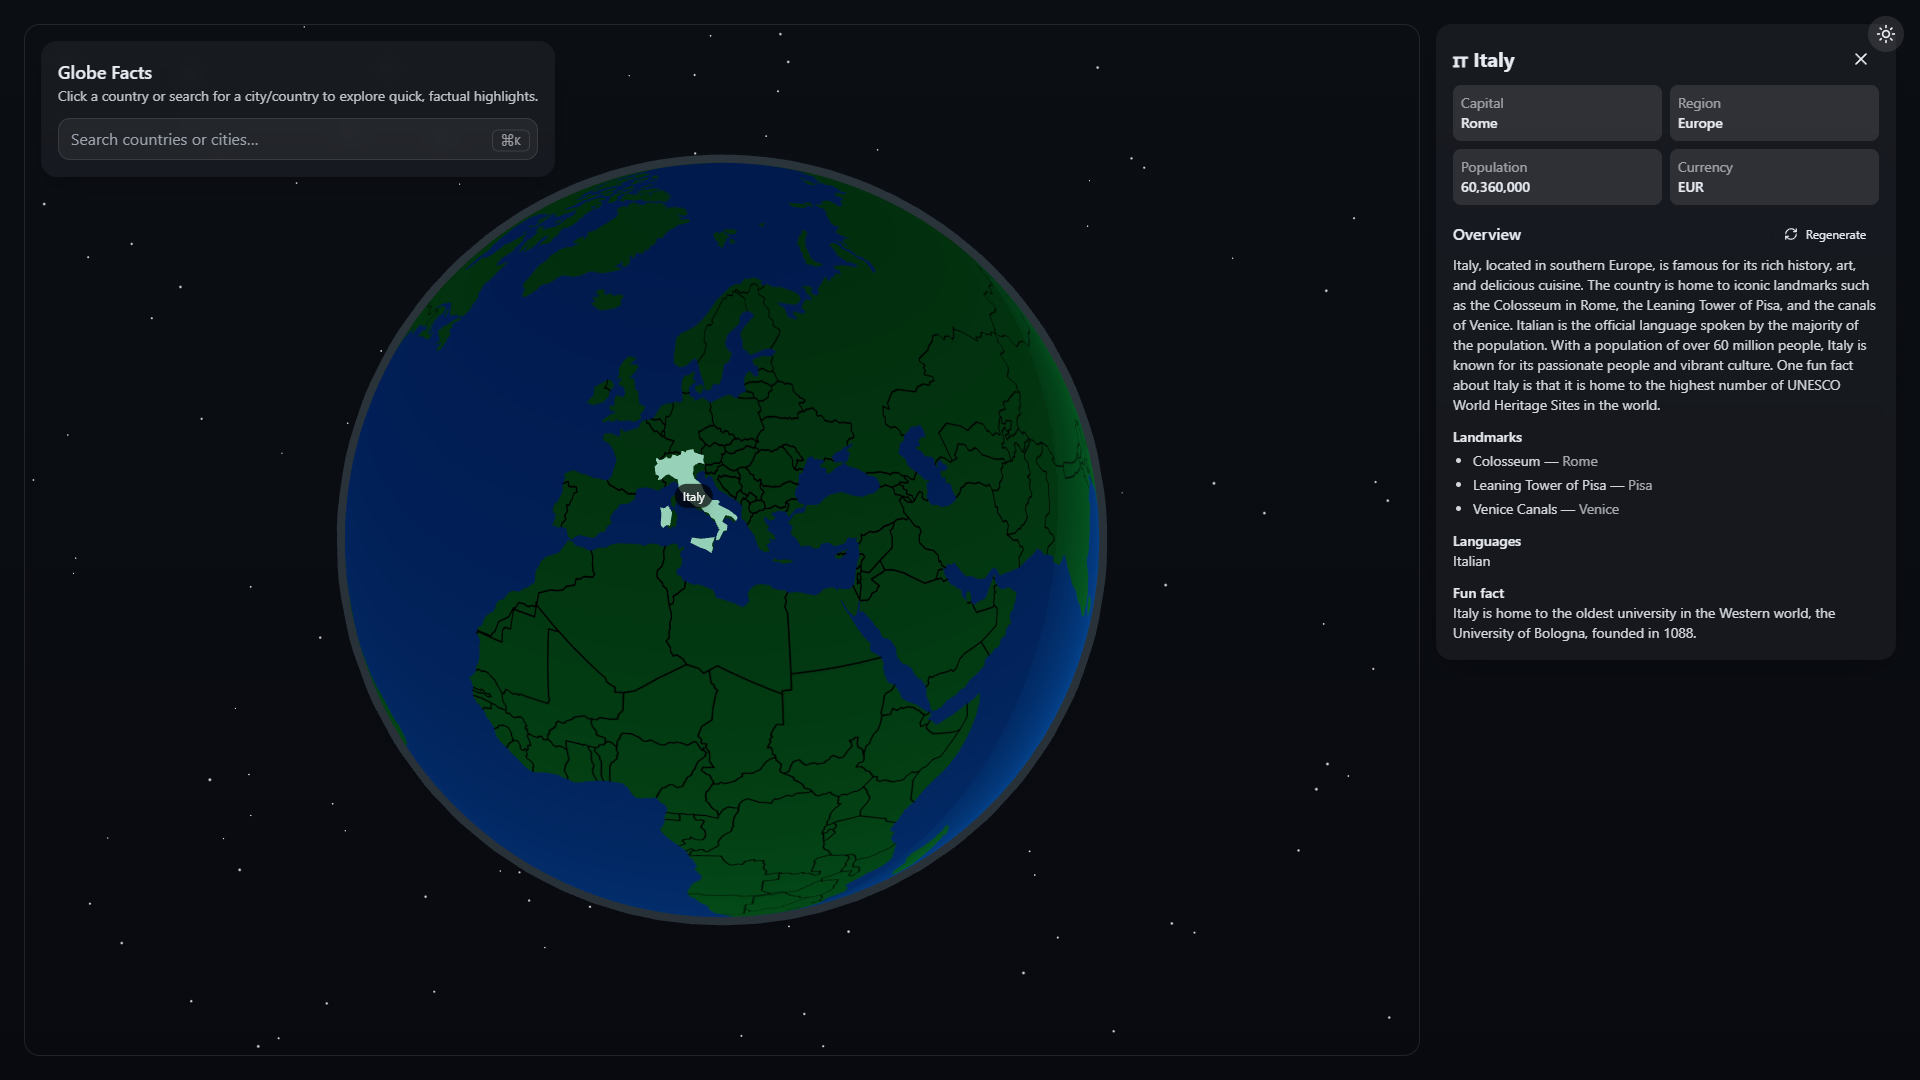 Globe Facts
Click a country or search for a city/country to explore quick, factual highlights.
Search countries or cities...
⌘K
Italy
IT Italy
Capital
Rome
Region
Europe
Population
60,360,000
Currency
EUR
Overview
Regenerate
Italy, located in southern Europe, is famous for its rich history, art,
and delicious cuisine. The country is home to iconic landmarks such
as the Colosseum in Rome, the Leaning Tower of Pisa, and the canals
of Venice. Italian is the official language spoken by the majority of
the population. With a population of over 60 million people, Italy is
known for its passionate people and vibrant culture. One fun fact
about Italy is that it is home to the highest number of UNESCO
World Heritage Sites in the world.
Landmarks
• Colosseum — Rome
• Leaning Tower of Pisa — Pisa
• Venice Canals — Venice
Languages
Italian
Fun fact
Italy is home to the oldest university in the Western world, the
University of Bologna, founded in 1088.